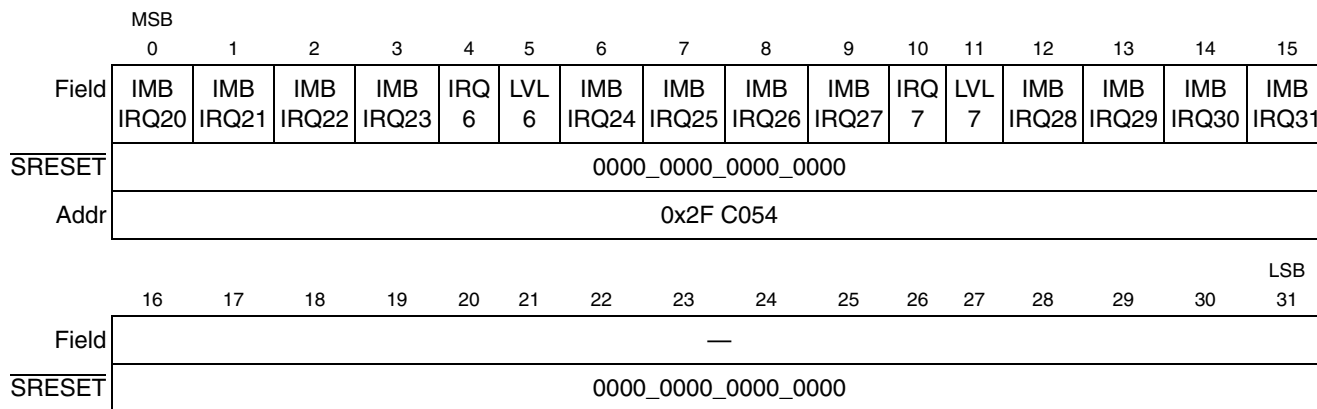 MSB
0 1 2 3 4 5 6 7 8 9 10 11 12 13 14 15
Field IMB IMB IMB IMB IRQ LVL IMB IMB IMB IMB IRQ LVL IMB IMB IMB IMB
IRQ20 IRQ21 IRQ22 IRQ23 6 6 IRQ24 IRQ25 IRQ26 IRQ27 7 7 IRQ28 IRQ29 IRQ30 IRQ31
SRESET 0000_0000_0000_0000
Addr 0x2F C054
LSB
16 17 18 19 20 21 22 23 24 25 26 27 28 29 30 31
Field —
SRESET 0000_0000_0000_0000